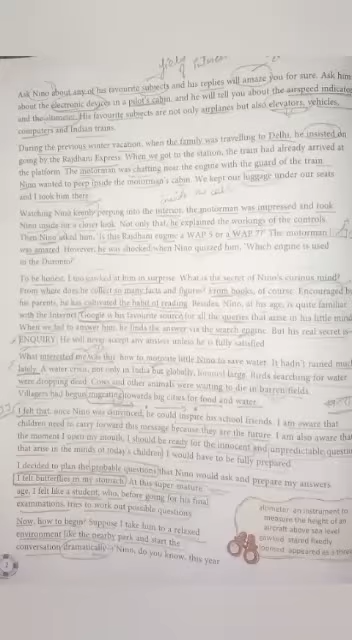 field of interest
Ask Nino about any of his favourite subjects and his replies will amaze you for sure. Ask him
about the electronic devices in a pilot's cabin, and he will tell you about the airspeed indicator
and the altimeter. His favourite subjects are not only airplanes but also elevators, vehicles,
computers and Indian trains.
During the previous winter vacation, when the family was travelling to Delhi, he insisted on
going by the Rajdhani Express. When we got to the station, the train had already arrived at
the platform. The motorman was chatting near the engine with the guard of the train.
Nino wanted to peep inside the motorman's cabin. We kept our luggage under our seats
and I took him there.
Watching Nino keenly peeping into the interior, the motorman was impressed and took
Nino inside for a closer look. Not only that, he explained the workings of the controls.
Then Nino asked him, 'Is this Rajdhani engine a WAP 5 or a WAP 7?' The motorman
was amazed. However, he was shocked when Nino quizzed him, 'Which engine is used
in the Duronto?'
To be honest, I too looked at him in surprise. What is the secret of Nino's curious mind?
From where does he collect so many facts and figures? From books, of course. Encouraged by
his parents, he has cultivated the habit of reading. Besides, Nino, at his age, is quite familiar
with the Internet. Google is his favourite source for all the queries that arise in his little mind.
When we fail to answer him, he finds the answer via the search engine. But his real secret is
ENQUIRY. He will never accept any answer unless he is fully satisfied.
What interested me was this: how to motivate little Nino to save water. It hadn't rained much
lately. A water crisis, not only in India but globally, loomed large. Birds searching for water
were dropping dead. Cows and other animals were waiting to die in barren fields.
Villagers had begun migrating towards big cities for food and water.
I felt that, once Nino was convinced, he could inspire his school friends. I am aware that
children need to carry forward this message because they are the future. I am also aware that
the moment I open my mouth, I should be ready for the innocent and unpredictable questions
that arise in the minds of today's children. I would have to be fully prepared.
I decided to plan the probable questions that Nino would ask and prepare my answers.
I felt butterflies in my stomach. At this super-mature
age, I felt like a student, who, before going for his final
examinations, tries to work out possible questions.
Now, how to begin? Suppose I take him to a relaxed
environment like the nearby park and start the
conversation dramatically—'Nino, do you know, this year
altimeter: an instrument to
measure the height of an
aircraft above sea level
: stared fixedly
loomed: appeared as a threat